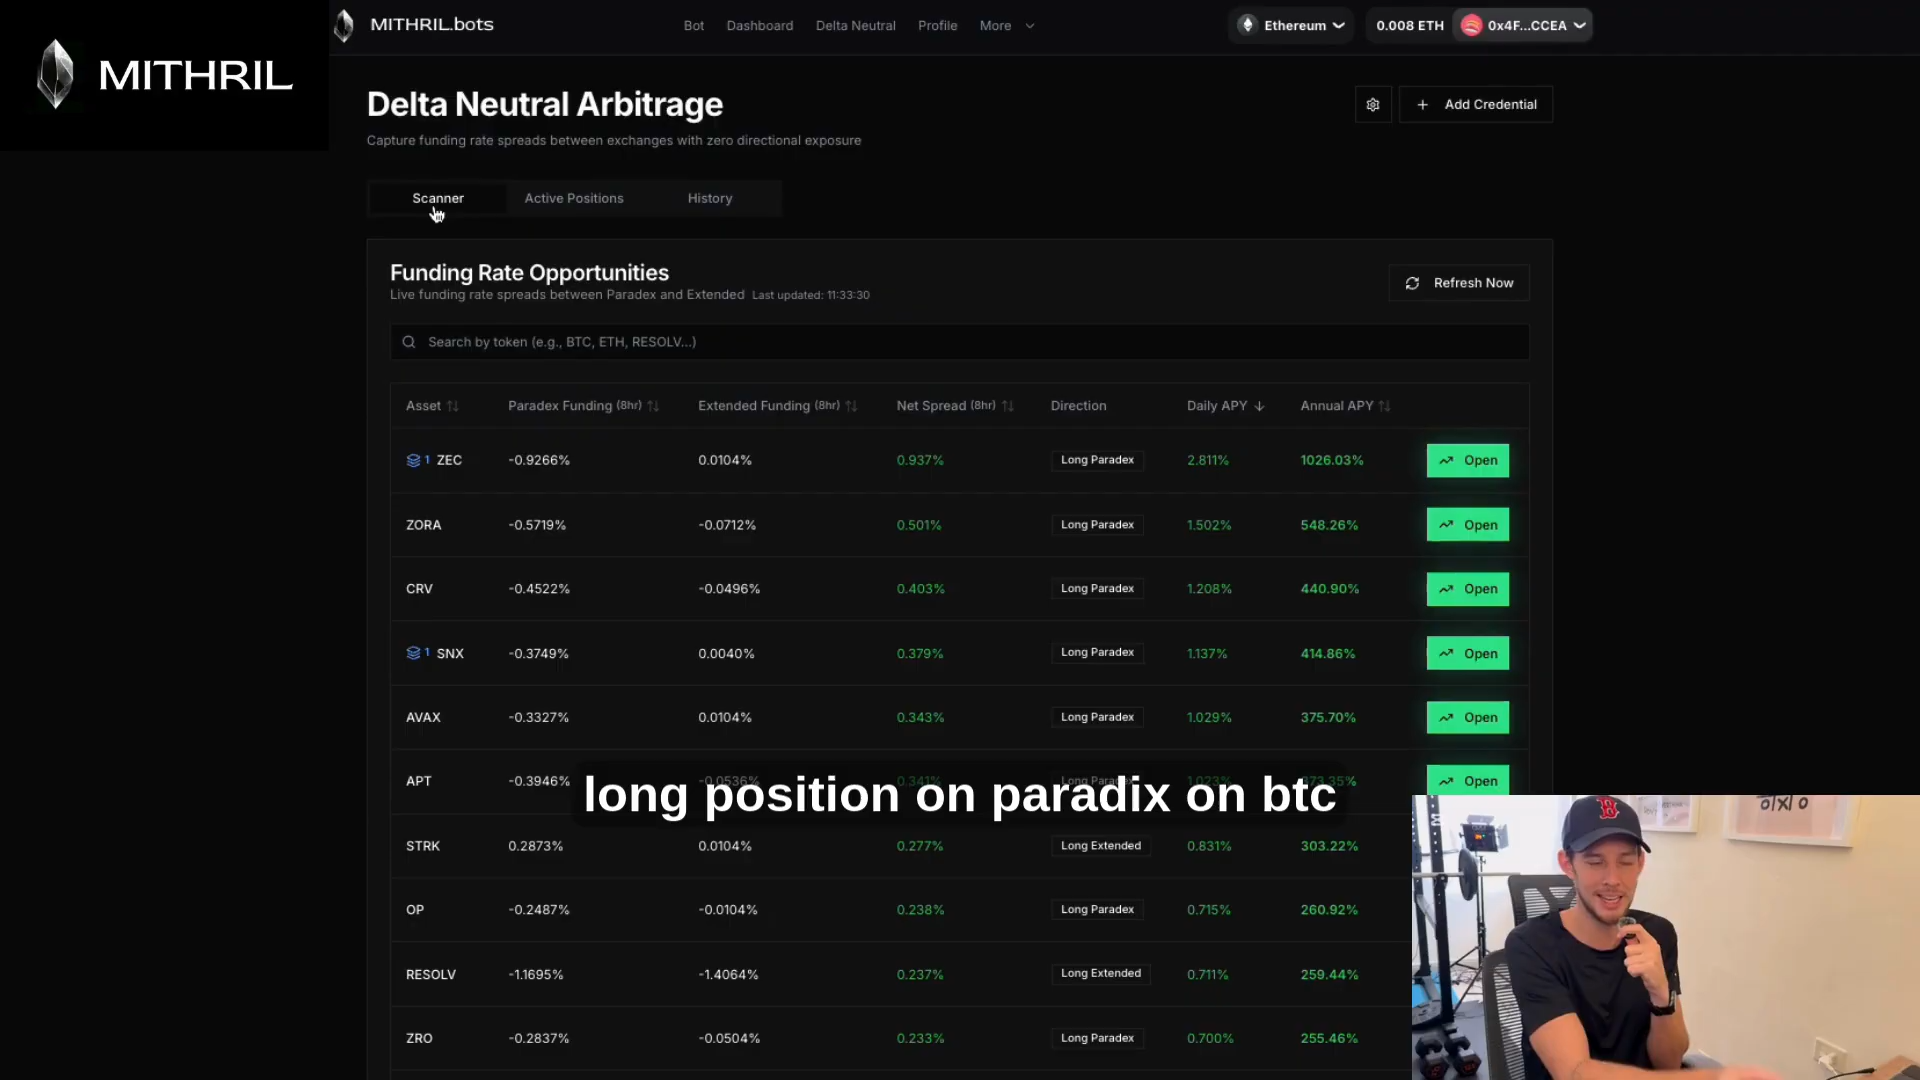 MITHRIL
MITHRIL.bots
Bot Dashboard Delta Neutral Profile More
Ethereum 0.008 ETH 0x4F...CCEA
Delta Neutral Arbitrage
+ Add Credential
Capture funding rate spreads between exchanges with zero directional exposure
Scanner Active Positions History
Funding Rate Opportunities
Live funding rate spreads between Paradex and Extended Last updated: 11:33:30
Refresh Now
Search by token (e.g., BTC, ETH, RESOLV...)
Asset Paradex Funding (8hr) Extended Funding (8hr) Net Spread (8hr) Direction Daily APY Annual APY
1 ZEC -0.9266% 0.0104% 0.937% Long Paradex 2.811% 1026.03% Open
ZORA -0.5719% -0.0712% 0.501% Long Paradex 1.502% 548.26% Open
CRV -0.4522% -0.0496% 0.403% Long Paradex 1.208% 440.90% Open
1 SNX -0.3749% 0.0040% 0.379% Long Paradex 1.137% 414.86% Open
AVAX -0.3327% 0.0104% 0.343% Long Paradex 1.029% 375.70% Open
APT -0.3946% -0.0536% 0.341% Long Paradex 1.023% 373.35% Open
long position on paradix on btc
STRK 0.2873% 0.0104% 0.277% Long Extended 0.831% 303.22%
OP -0.2487% -0.0104% 0.238% Long Paradex 0.715% 260.92%
RESOLV -1.1695% -1.4064% 0.237% Long Extended 0.711% 259.44%
ZRO -0.2837% -0.0504% 0.233% Long Paradex 0.700% 255.46%
B